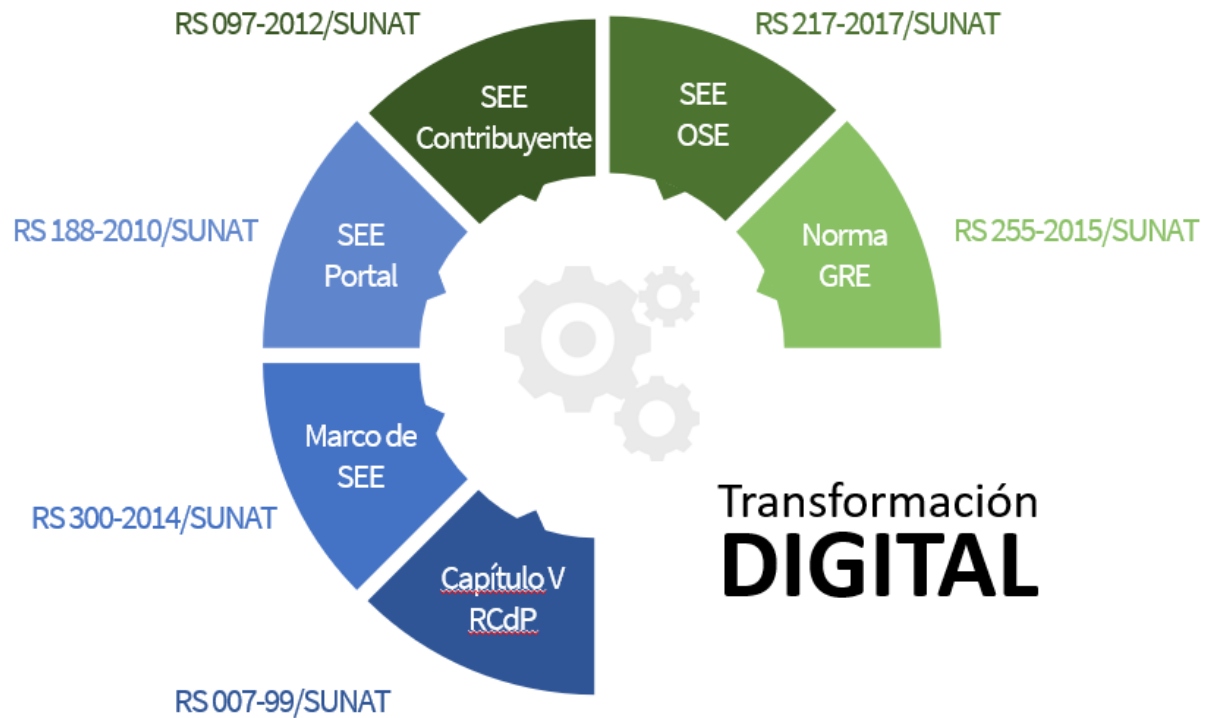 RS 097-2012/SUNAT
RS 217-2017/SUNAT
SEE
Contribuyente
SEE
OSE
RS 188-2010/SUNAT
SEE
Portal
Norma
GRE
RS 255-2015/SUNAT
Marco de
SEE
RS 300-2014/SUNAT
Capítulo V
RCdP
RS 007-99/SUNAT
Transformación
DIGITAL